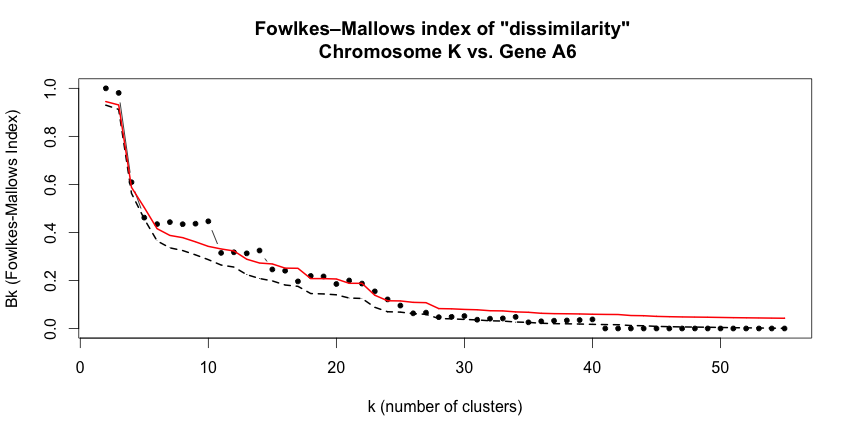 Fowlkes–Mallows index of "dissimilarity"
Chromosome K vs. Gene A6
Bk (Fowlkes-Mallows Index)
1.0
0.8
0.6
0.4
0.2
0.0
0 10 20 30 40 50
k (number of clusters)